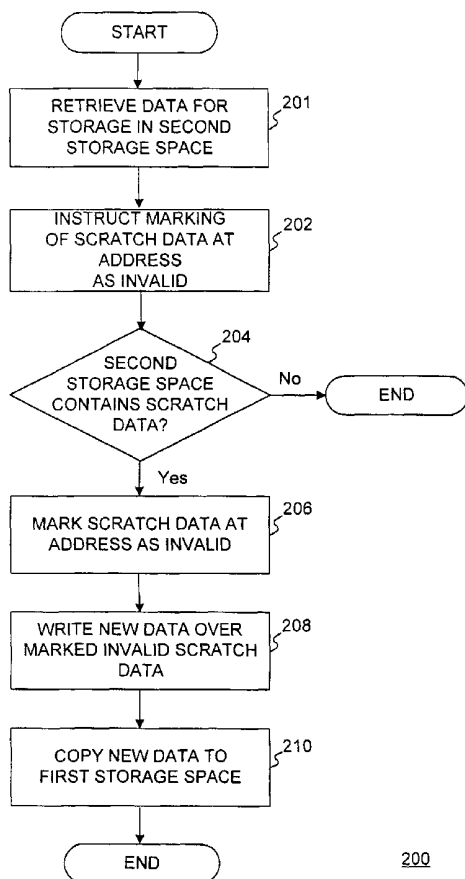 START
RETRIEVE DATA FOR
STORAGE IN SECOND
STORAGE SPACE
201
INSTRUCT MARKING
OF SCRATCH DATA AT
ADDRESS
AS INVALID
202
SECOND
STORAGE SPACE
CONTAINS SCRATCH
DATA?
204
No
END
Yes
MARK SCRATCH DATA AT
ADDRESS AS INVALID
206
WRITE NEW DATA OVER
MARKED INVALID SCRATCH
DATA
208
COPY NEW DATA TO
FIRST STORAGE SPACE
210
END
200